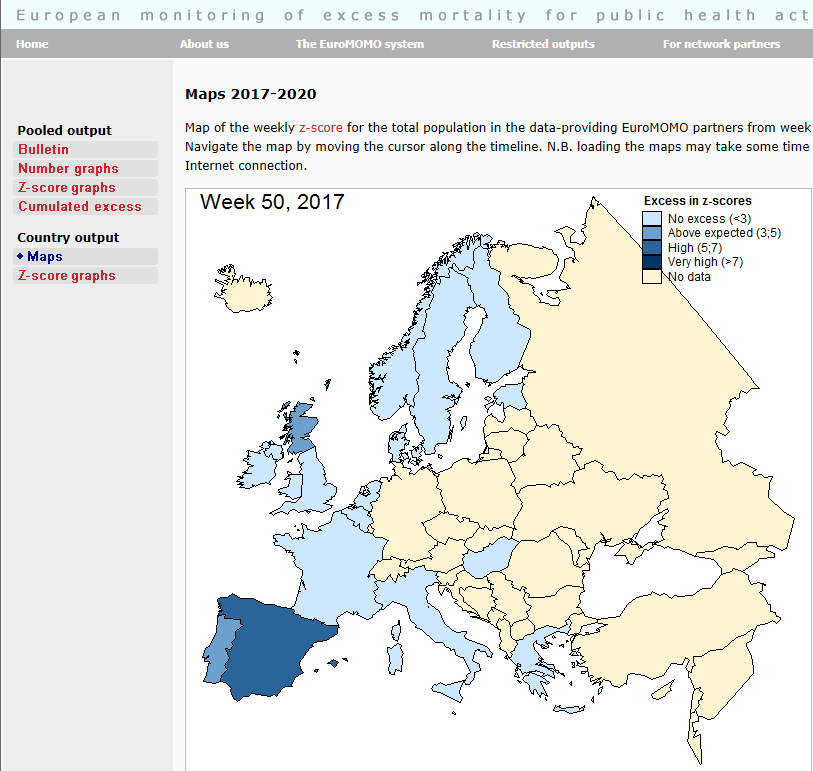 European monitoring of excess mortality for public health act
Home About us The EuroMOMO system Restricted outputs For network partners
Pooled output
Bulletin
Number graphs
Z-score graphs
Cumulated excess
Country output
Maps
Z-score graphs
Maps 2017-2020
Map of the weekly z-score for the total population in the data-providing EuroMOMO partners from week
Navigate the map by moving the cursor along the timeline. N.B. loading the maps may take some time
Internet connection.
Week 50, 2017
Excess in z-scores
No excess (<3)
Above expected (3;5)
High (5;7)
Very high (>7)
No data